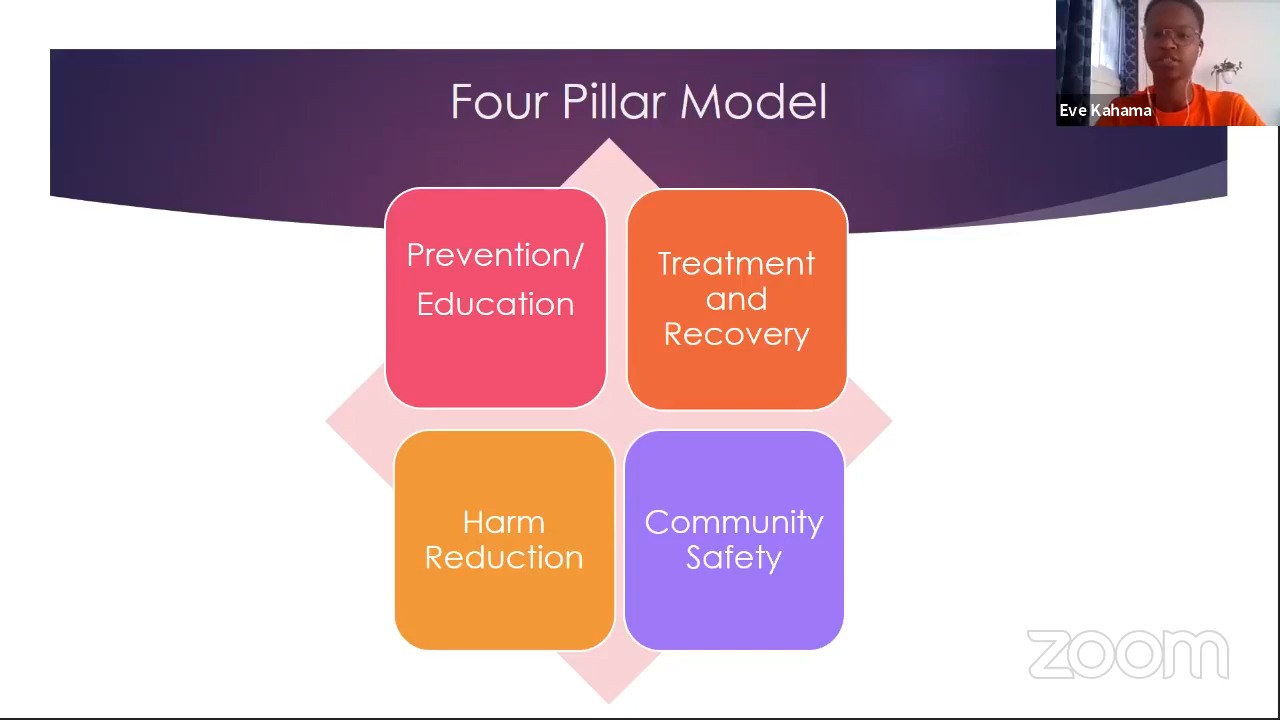 Four Pillar Model
Eve Kahama
Prevention/
Education
Treatment
and
Recovery
Harm
Reduction
Community
Safety
zoom